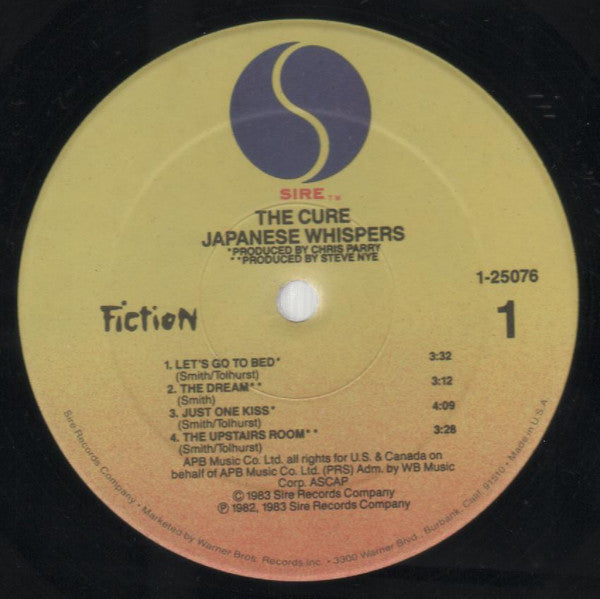 SIRE TM
THE CURE
JAPANESE WHISPERS
*PRODUCED BY CHRIS PARRY
**PRODUCED BY STEVE NYE
1-25076
Fiction
1
1. LET'S GO TO BED* 3:32
(Smith/Tolhurst)
2. THE DREAM** 3:12
(Smith)
3. JUST ONE KISS* 4:09
(Smith/Tolhurst)
4. THE UPSTAIRS ROOM** 3:28
(Smith/Tolhurst)
APB Music Co. Ltd. all rights for U.S. & Canada on
behalf of APB Music Co. Ltd. (PRS) Adm. by WB Music
Corp. ASCAP
© 1983 Sire Records Company
℗ 1982, 1983 Sire Records Company
Sire Records Company • Marketed by Warner Bros. Records Inc. • 3300 Warner Blvd., Burbank, Calif. 91510 • Made in U.S.A.